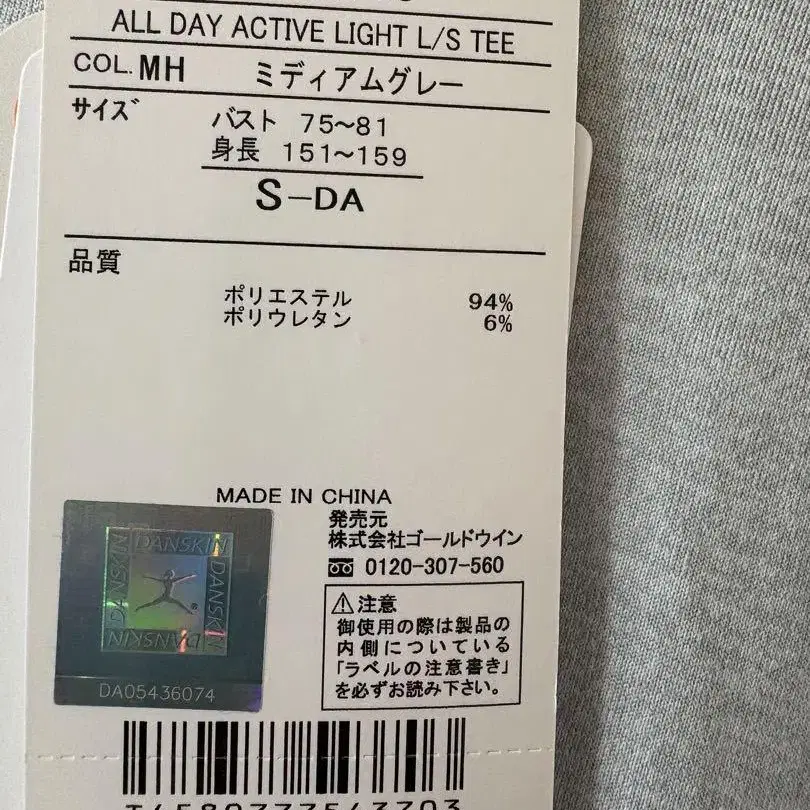 ALL DAY ACTIVE LIGHT L/S TEE
COL. MH ミディアムグレー
サイズ バスト 75～81
身長 151～159
S－DA
品質
ポリエステル 94%
ポリウレタン 6%
MADE IN CHINA
発売元
株式会社ゴールドウイン
0120-307-560
⚠注意
御使用の際は製品の
内側についている
「ラベルの注意書き」
を必ずお読み下さい。
DANSKIN
DANSKIN
DANSKIN
DANSKIN
®
DA05436074